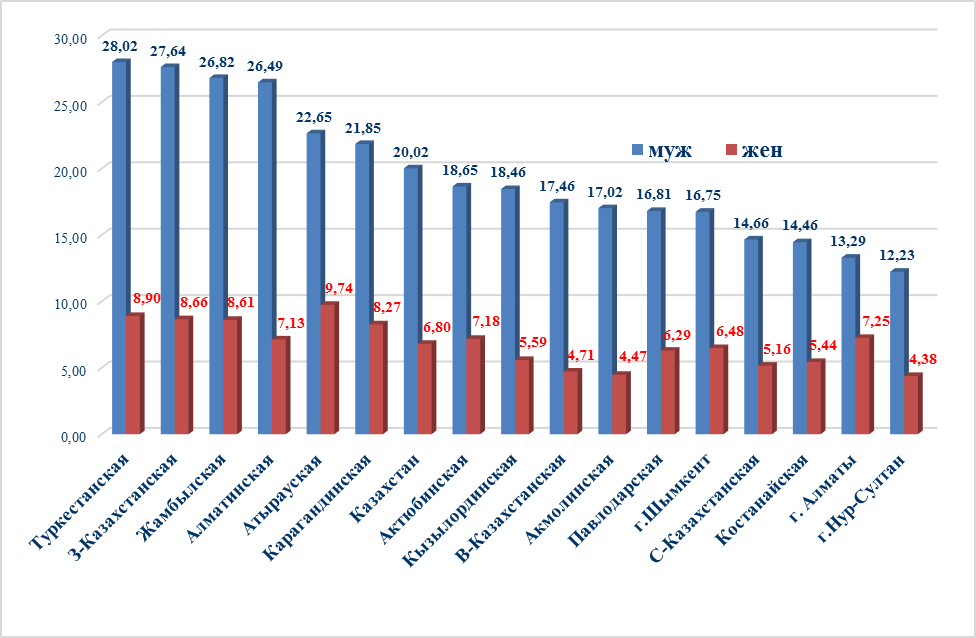 30,00
25,00
20,00
15,00
10,00
5,00
0,00
28,02 27,64 26,82 26,49 22,65 21,85 20,02 18,65 18,46 17,46 17,02 16,81 16,75 14,66 14,46 13,29 12,23
муж жен
8,90 8,66 8,61 7,13 9,74 8,27 6,80 7,18 5,59 4,71 4,47 6,29 6,48 5,16 5,44 7,25 4,38
Туркестанская
З-Казахстанская
Жамбылская
Алматинская
Атырауская
Карагандинская
Казахстан
Актюбинская
Кызылординская
В-Казахстанская
Акмолинская
Павлодарская
г.Шымкент
С-Казахстанская
Костанайская
г. Алматы
г.Нур-Султан